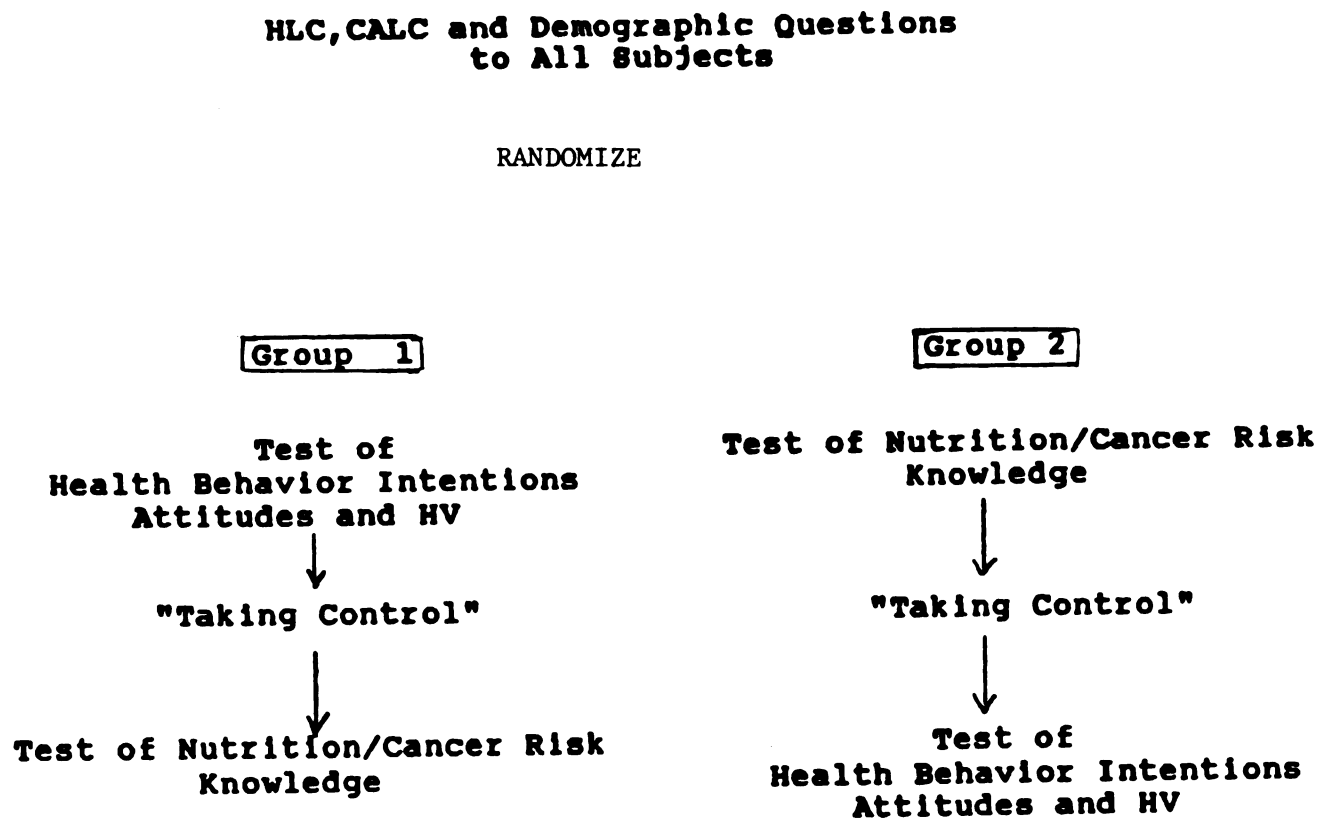 HLC,CALC and Demographic Questions
to All Subjects
RANDOMIZE
Group 1
Test of
Health Behavior Intentions
Attitudes and HV
"Taking Control"
Test of Nutrition/Cancer Risk
Knowledge
Group 2
Test of Nutrition/Cancer Risk
Knowledge
"Taking Control"
Test of
Health Behavior Intentions
Attitudes and HV